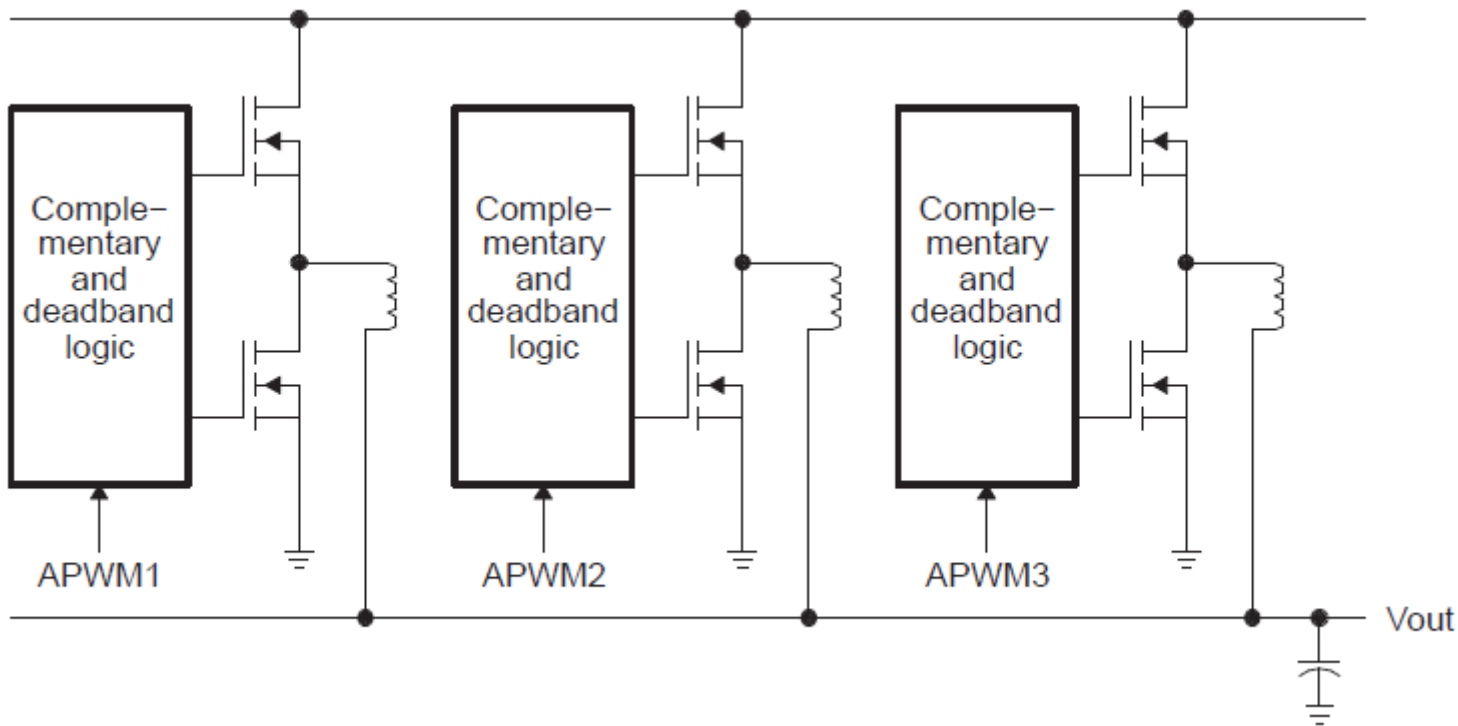 Comple-
mentary
and
deadband
logic
Comple-
mentary
and
deadband
logic
Comple-
mentary
and
deadband
logic
APWM1
APWM2
APWM3
Vout